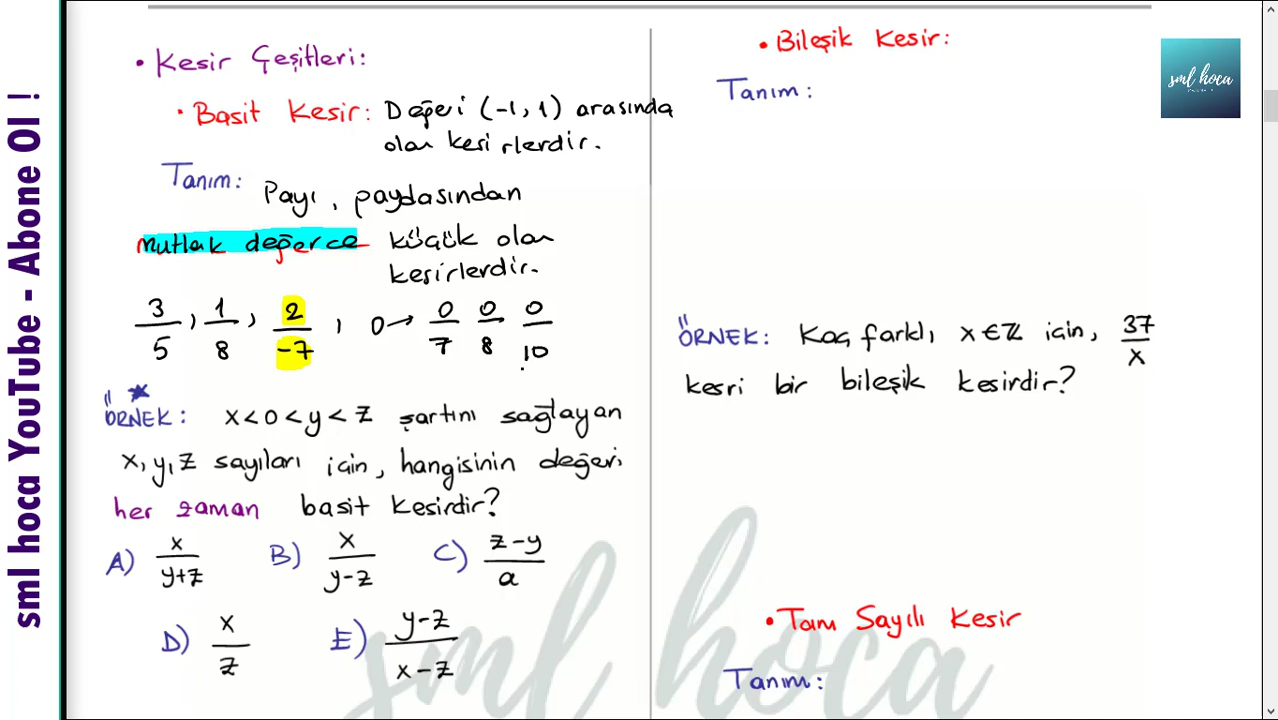 sml hoca YouTube - Abone Ol !
• Kesir Çeşitleri:
• Basit Kesir: Değeri (-1, 1) arasında
olan kesirlerdir.
Tanım: Payı, paydasından
mutlak değerce küçük olan
kesirlerdir.
3/5, 1/8, 2/-7, 0→ 0/7 0/8 0/10
ÖRNEK: x < 0 < y < z şartını sağlayan
x, y, z sayıları için, hangisinin değeri
her zaman basit kesirdir?
A) x/y+z B) x/y-z C) z-y/a
D) x/z E) y-z/x-z
• Bileşik Kesir:
Tanım:
ÖRNEK: Kaç farklı x∈ℤ için, 37/x
kesri bir bileşik kesirdir?
• Tam Sayılı Kesir
Tanım:
sml hoca
sml hoca